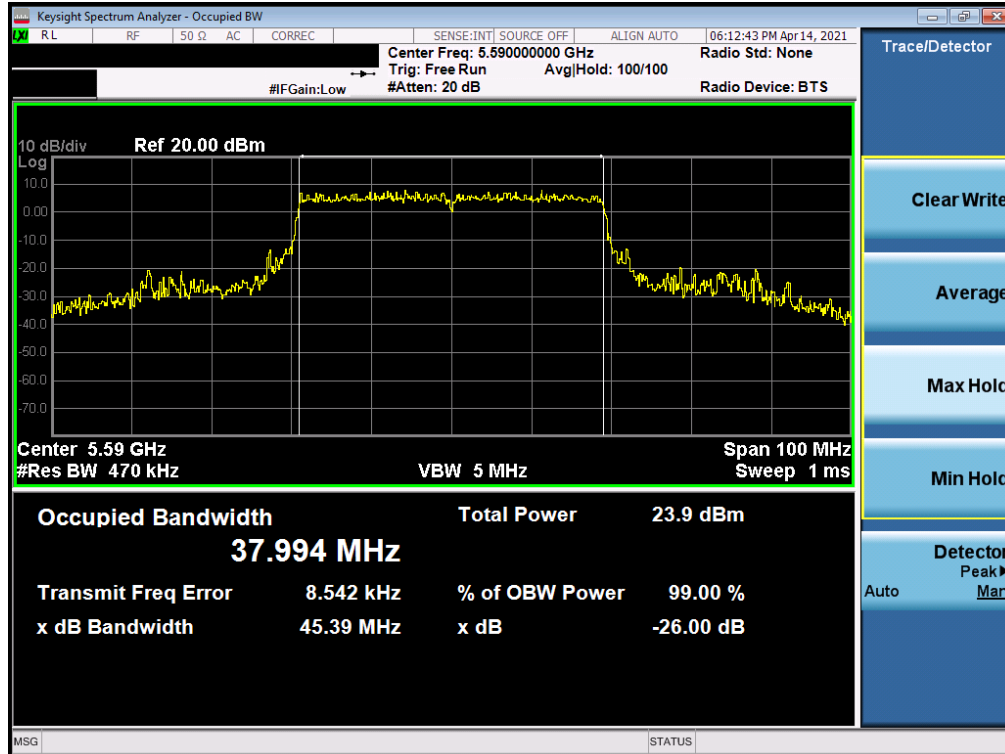 Keysight Spectrum Analyzer - Occupied BW
LXI RL RF 50 Ω AC CORREC SENSE:INT SOURCE OFF ALIGN AUTO 06:12:43 PM Apr 14, 2021
Center Freq: 5.590000000 GHz Radio Std: None
Trig: Free Run Avg|Hold: 100/100
#IFGain:Low #Atten: 20 dB Radio Device: BTS
Trace/Detector
10 dB/div Ref 20.00 dBm
Log
10.0
0.00
-10.0
-20.0
-30.0
-40.0
-50.0
-60.0
-70.0
Center 5.59 GHz Span 100 MHz
#Res BW 470 kHz VBW 5 MHz Sweep 1 ms
Occupied Bandwidth Total Power 23.9 dBm
37.994 MHz
Transmit Freq Error 8.542 kHz % of OBW Power 99.00 %
x dB Bandwidth 45.39 MHz x dB -26.00 dB
Clear Write
Average
Max Hold
Min Hold
Detector
Peak
Auto Man
MSG STATUS